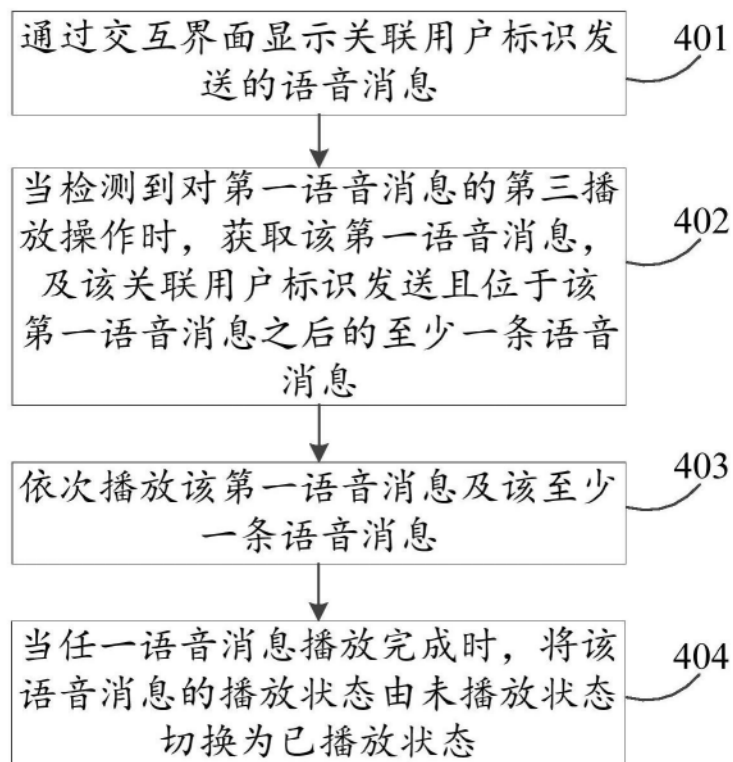 通过交互界面显示关联用户标识发
送的语音消息
401
当检测到对第一语音消息的第三播
放操作时，获取该第一语音消息，
及该关联用户标识发送且位于该
第一语音消息之后的至少一条语音
消息
402
依次播放该第一语音消息及该至少
一条语音消息
403
当任一语音消息播放完成时，将该
语音消息的播放状态由未播放状态
切换为已播放状态
404